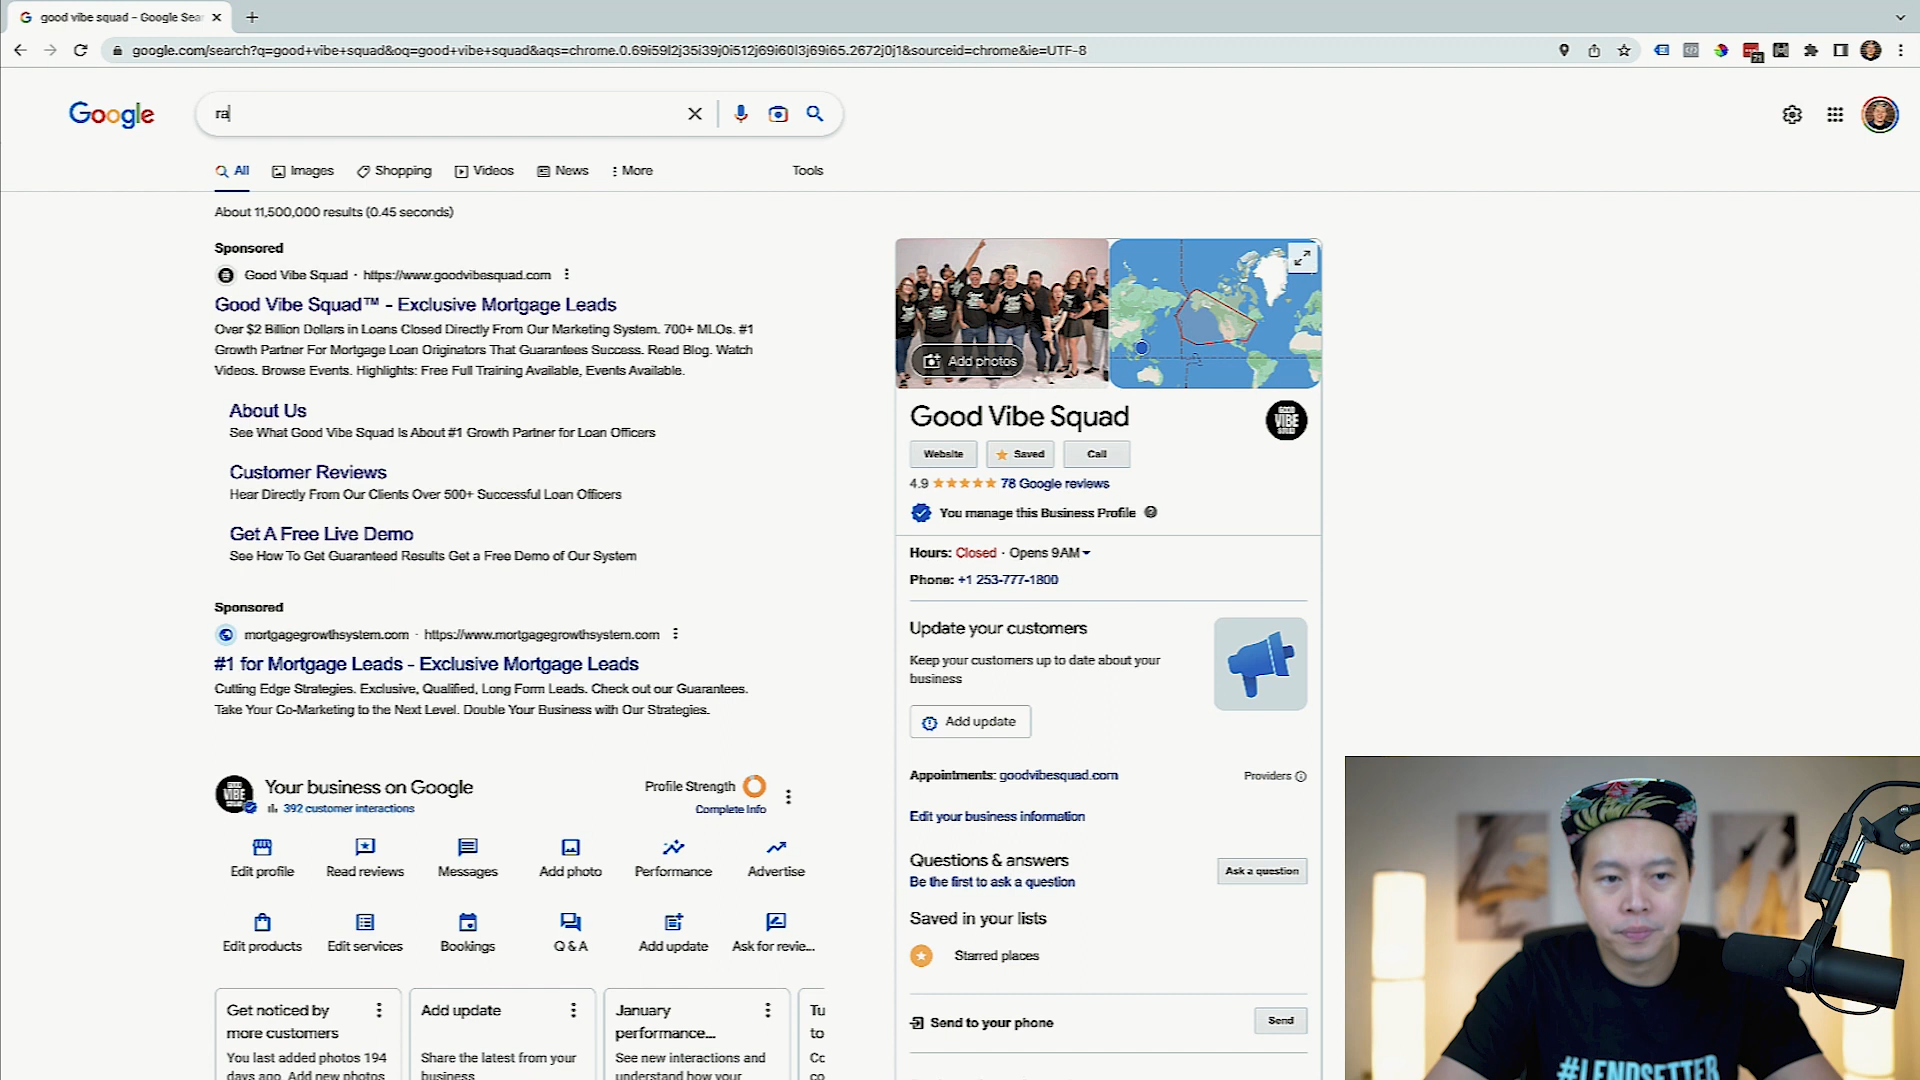 good vibe squad - Google Sear
google.com/search?q=good+vibe+squad&oq=good+vibe+squad&aqs=chrome.0.69i59l2j35i39j0i512j69i60l3j69i65.2672j0j1&sourceid=chrome&ie=UTF-8
71
Google
ra
All
Images
Shopping
Videos
News
More
Tools
About 11,500,000 results (0.45 seconds)
Sponsored
Good Vibe Squad · https://www.goodvibesquad.com
Good Vibe Squad™ - Exclusive Mortgage Leads
Over $2 Billion Dollars in Loans Closed Directly From Our Marketing System. 700+ MLOs. #1
Growth Partner For Mortgage Loan Originators That Guarantees Success. Read Blog. Watch
Videos. Browse Events. Highlights: Free Full Training Available, Events Available.
About Us
See What Good Vibe Squad Is About #1 Growth Partner for Loan Officers
Customer Reviews
Hear Directly From Our Clients Over 500+ Successful Loan Officers
Get A Free Live Demo
See How To Get Guaranteed Results Get a Free Demo of Our System
Sponsored
mortgagegrowthsystem.com · https://www.mortgagegrowthsystem.com
#1 for Mortgage Leads - Exclusive Mortgage Leads
Cutting Edge Strategies. Exclusive, Qualified, Long Form Leads. Check out our Guarantees.
Take Your Co-Marketing to the Next Level. Double Your Business with Our Strategies.
GOOD
VIBE
SQUAD
Your business on Google
392 customer interactions
Profile Strength
Complete Info
Edit profile
Read reviews
Messages
Add photo
Performance
Advertise
Edit products
Edit services
Bookings
Q & A
Add update
Ask for revie...
Get noticed by
more customers
You last added photos 194
days ago. Add new photos
Add update
Share the latest from your
business
January
performance...
See new interactions and
understand how your
Tu
to
Co
co
Add photos
Good Vibe Squad
GOOD
VIBE
SQUAD
Website
Saved
Call
4.9
78 Google reviews
You manage this Business Profile
Hours: Closed · Opens 9AM
Phone: +1 253-777-1800
Update your customers
Keep your customers up to date about your
business
Add update
Appointments: goodvibesquad.com
Providers
Edit your business information
Questions & answers
Be the first to ask a question
Ask a question
Saved in your lists
Starred places
Send to your phone
Send
#LENDSETTER